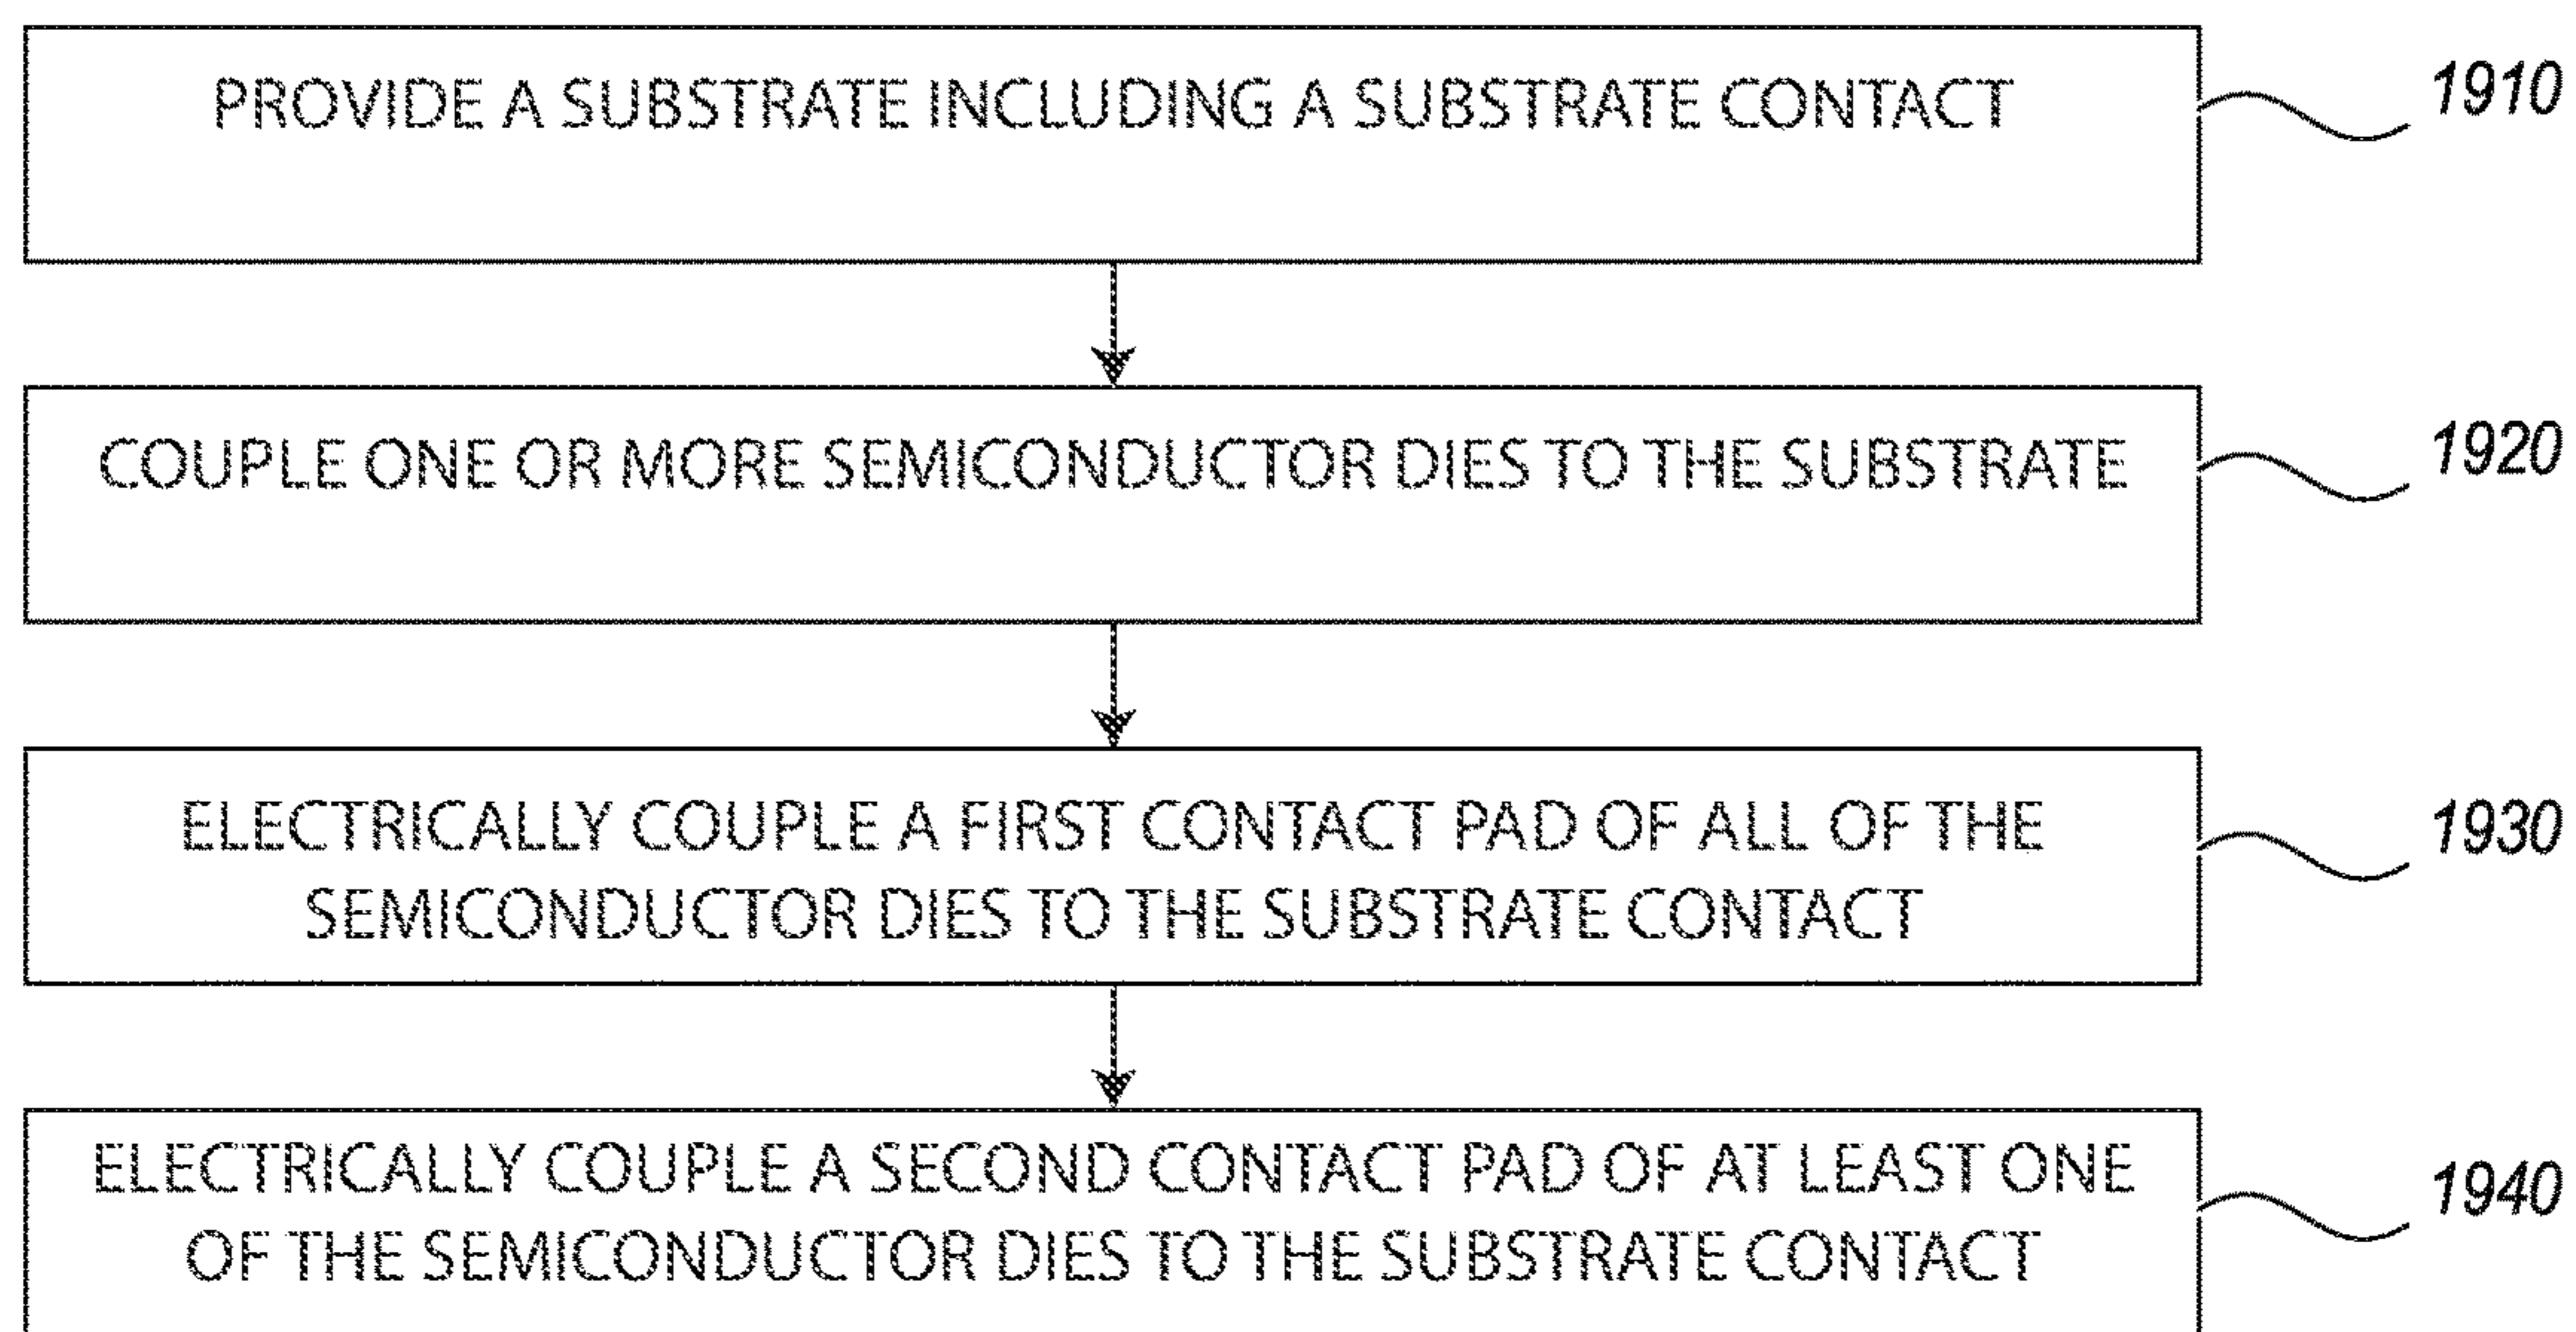 PROVIDE A SUBSTRATE INCLUDING A SUBSTRATE CONTACT
1910
COUPLE ONE OR MORE SEMICONDUCTOR DIES TO THE SUBSTRATE
1920
ELECTRICALLY COUPLE A FIRST CONTACT PAD OF ALL OF THE
SEMICONDUCTOR DIES TO THE SUBSTRATE CONTACT
1930
ELECTRICALLY COUPLE A SECOND CONTACT PAD OF AT LEAST ONE
OF THE SEMICONDUCTOR DIES TO THE SUBSTRATE CONTACT
1940